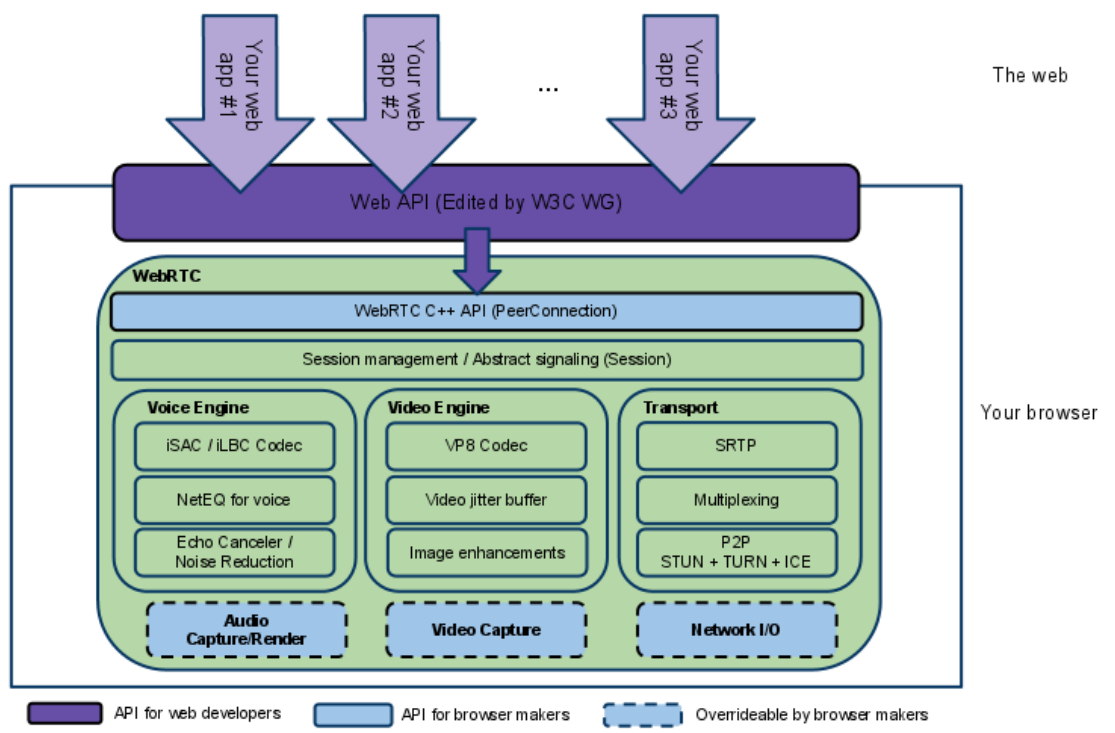 Your web
app #1
Your web
app #2
...
Your web
app #3
The web
Web API (Edited by W3C WG)
WebRTC
WebRTC C++ API (PeerConnection)
Session management / Abstract signaling (Session)
Your browser
Voice Engine
iSAC / iLBC Codec
NetEQ for voice
Echo Canceler /
Noise Reduction
Video Engine
VP8 Codec
Video jitter buffer
Image enhancements
Transport
SRTP
Multiplexing
P2P
STUN + TURN + ICE
Audio
Capture/Render
Video Capture
Network I/O
API for web developers
API for browser makers
Overrideable by browser makers